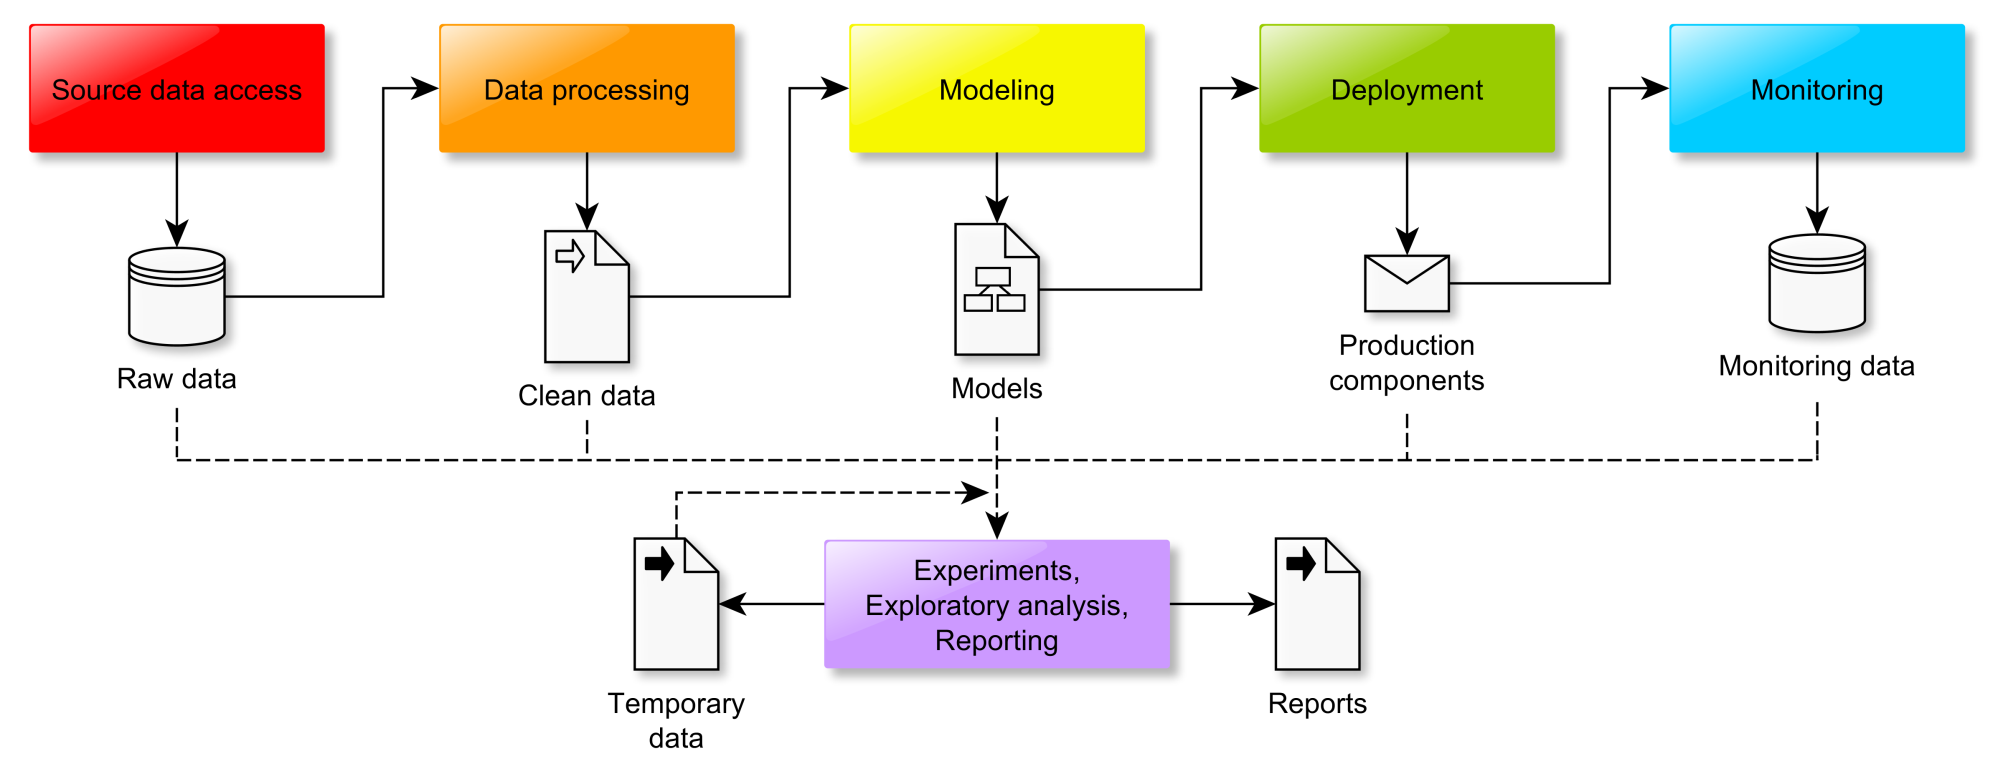 Source data access
Data processing
Modeling
Deployment
Monitoring
Raw data
Clean data
Models
Production
components
Monitoring data
Experiments,
Exploratory analysis,
Reporting
Temporary
data
Reports